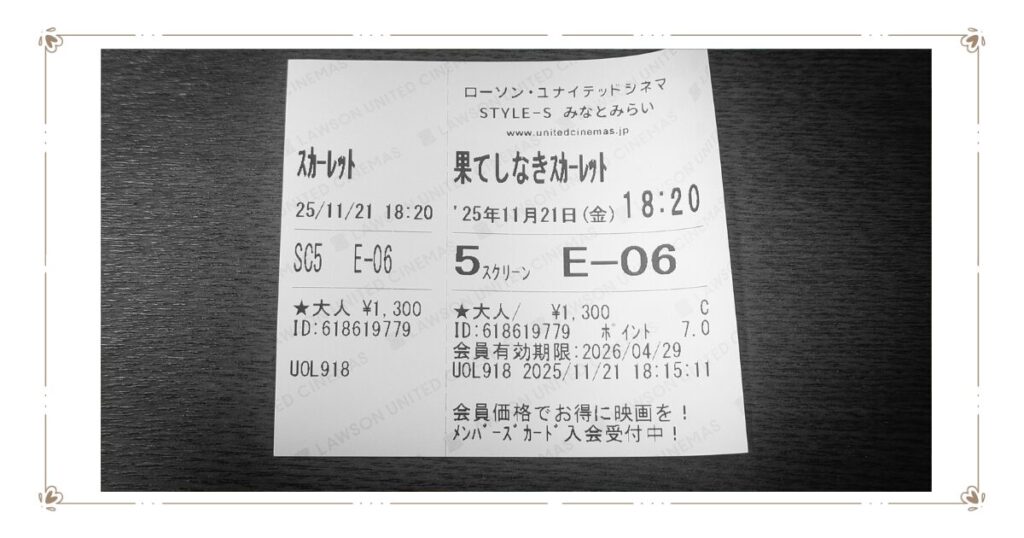 スカーレット
25/11/21 18:20
SC5 E-06
★大人 ¥1,300
ID:618619779
UOL918
ローソン・ユナイテッドシネマ
STYLE-S みなとみらい
www.unitedcinemas.jp
果てしなきスカーレット
'25年11月21日(金) 18:20
5スクリーン E-06
★大人/ ¥1,300 C
ID:618619779 ポイント 7.0
会員有効期限:2026/04/29
UOL918 2025/11/21 18:15:11
会員価格でお得に映画を!
メンバーズカード入会受付中!
LAWSON UNITED CINEMAS